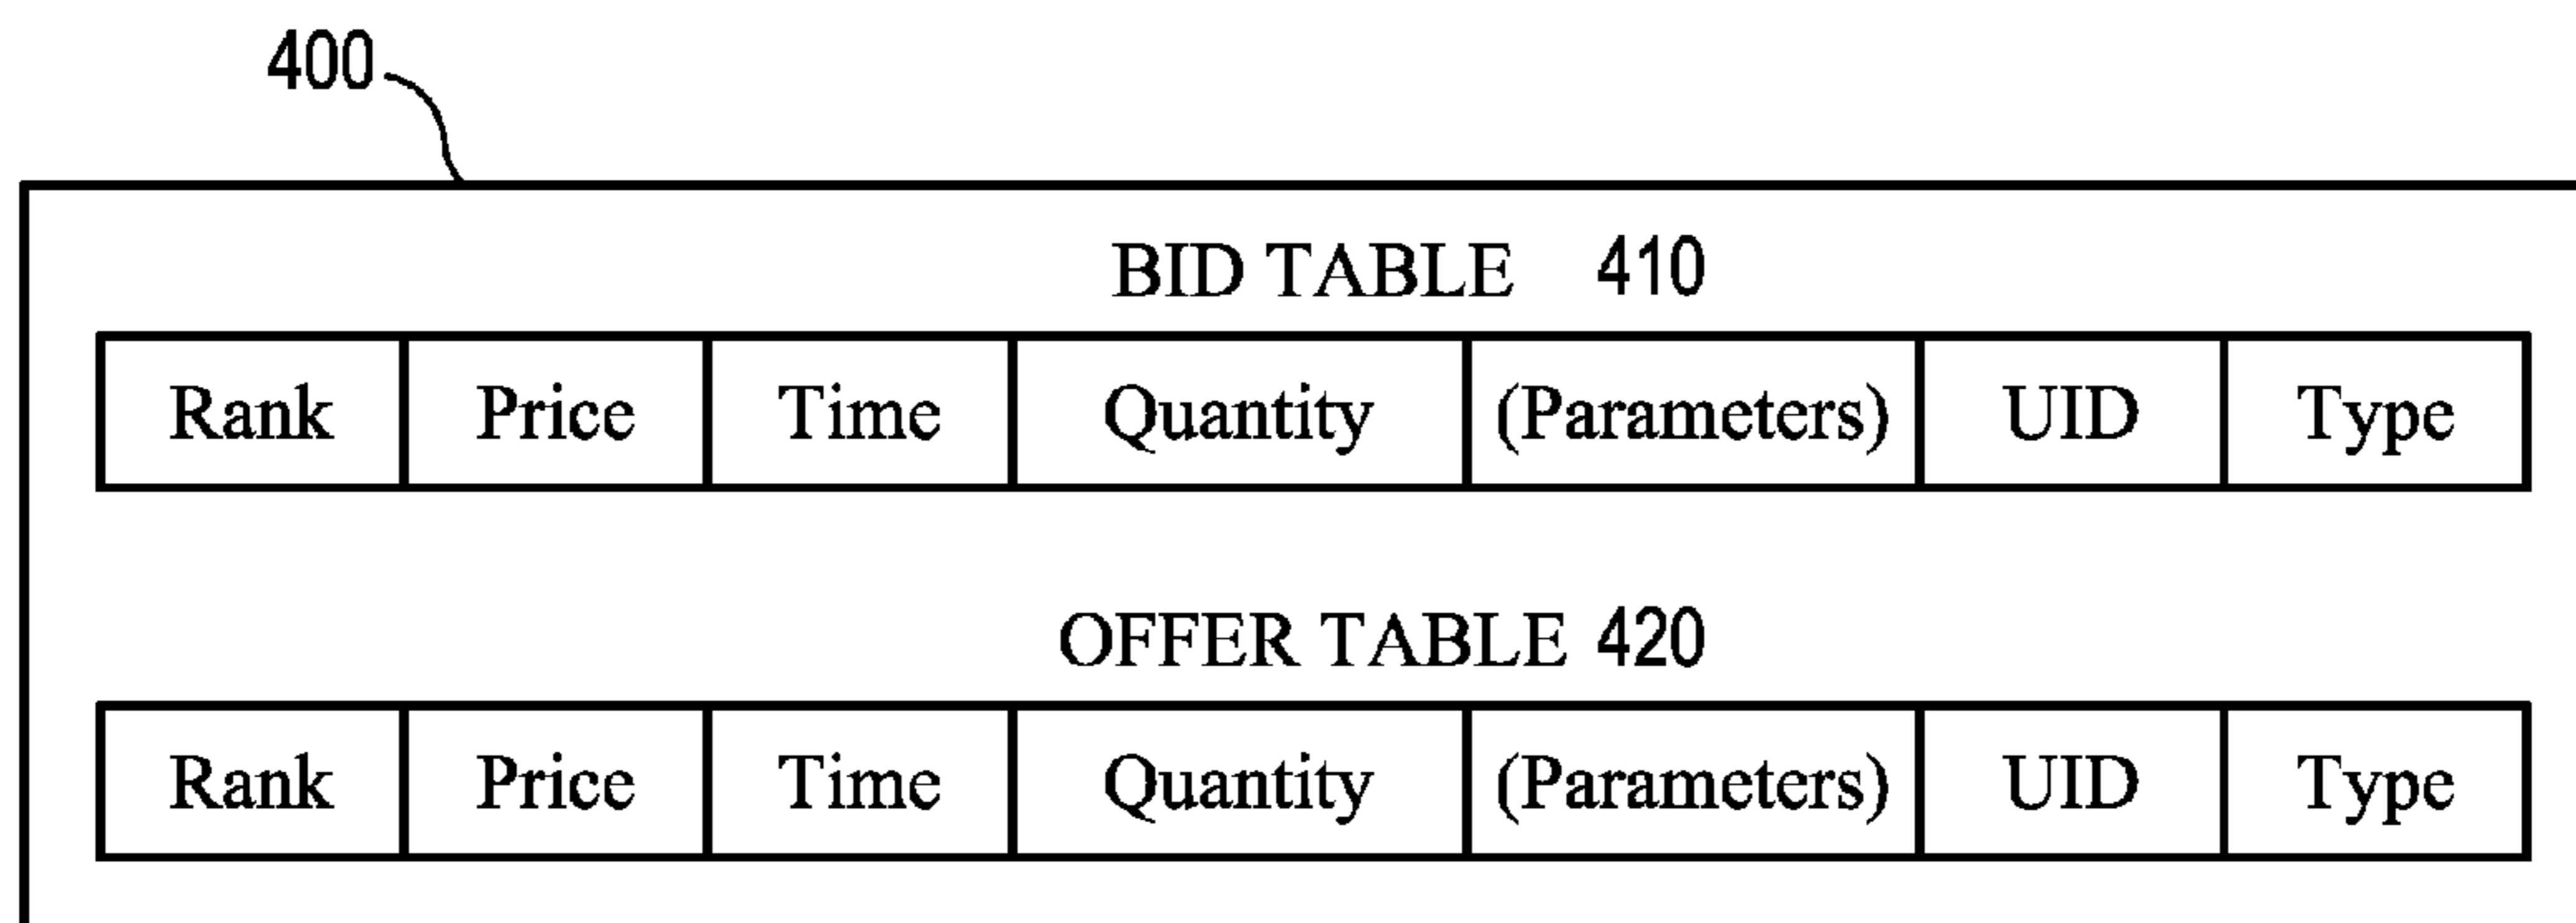 400
BID TABLE 410
Rank Price Time Quantity (Parameters) UID Type
OFFER TABLE 420
Rank Price Time Quantity (Parameters) UID Type